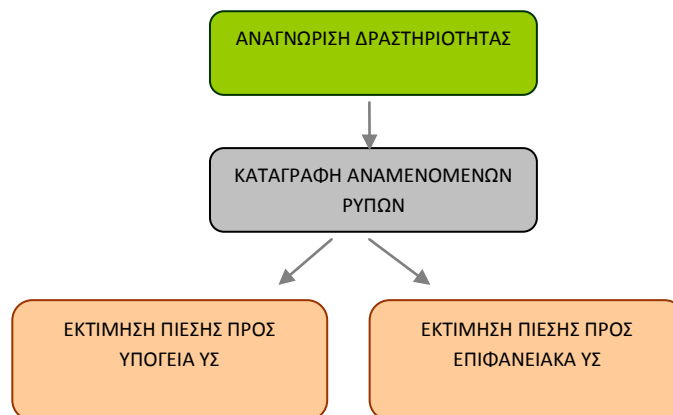 ΑΝΑΓΝΩΡΙΣΗ ΔΡΑΣΤΗΡΙΟΤΗΤΑΣ
ΚΑΤΑΓΡΑΦΗ ΑΝΑΜΕΝΟΜΕΝΩΝ
ΡΥΠΩΝ
ΕΚΤΙΜΗΣΗ ΠΙΕΣΗΣ ΠΡΟΣ
ΥΠΟΓΕΙΑ ΥΣ
ΕΚΤΙΜΗΣΗ ΠΙΕΣΗΣ ΠΡΟΣ
ΕΠΙΦΑΝΕΙΑΚΑ ΥΣ